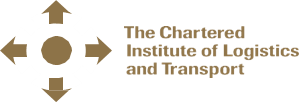 The Chartered
Institute of Logistics
and Transport